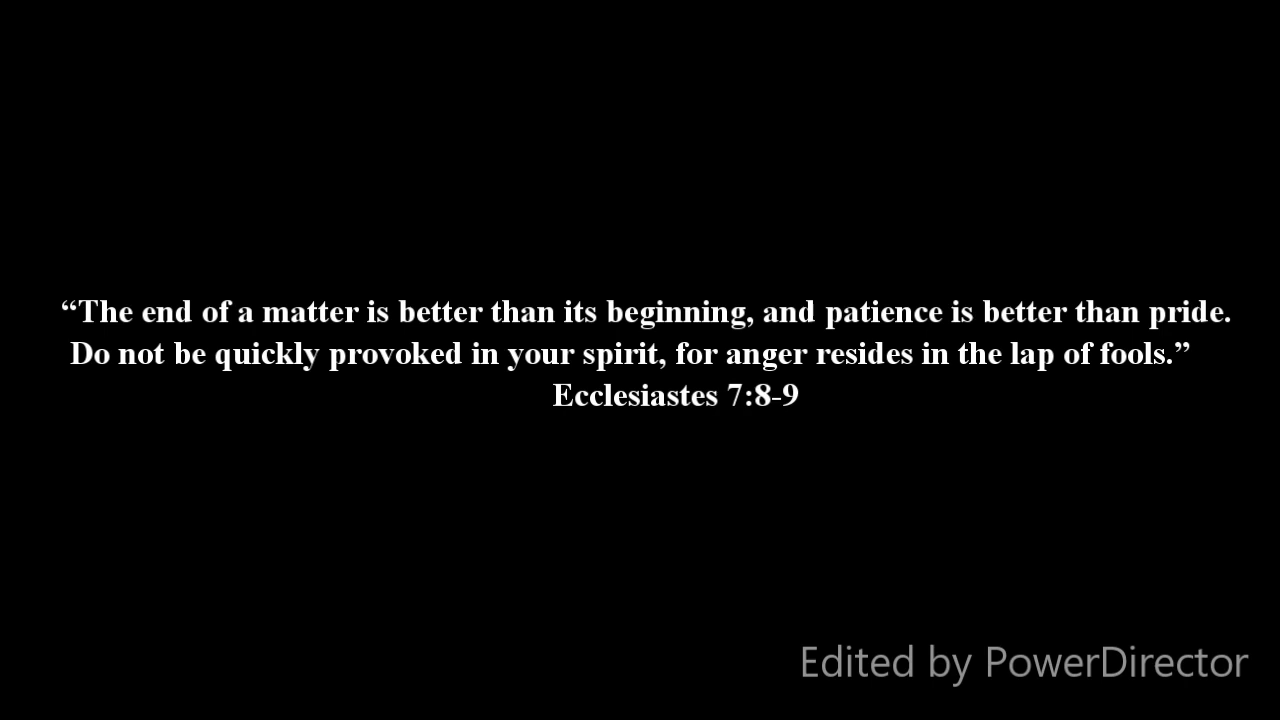 “The end of a matter is better than its beginning, and patience is better than pride.
Do not be quickly provoked in your spirit, for anger resides in the lap of fools.”
Ecclesiastes 7:8-9
Edited by PowerDirector